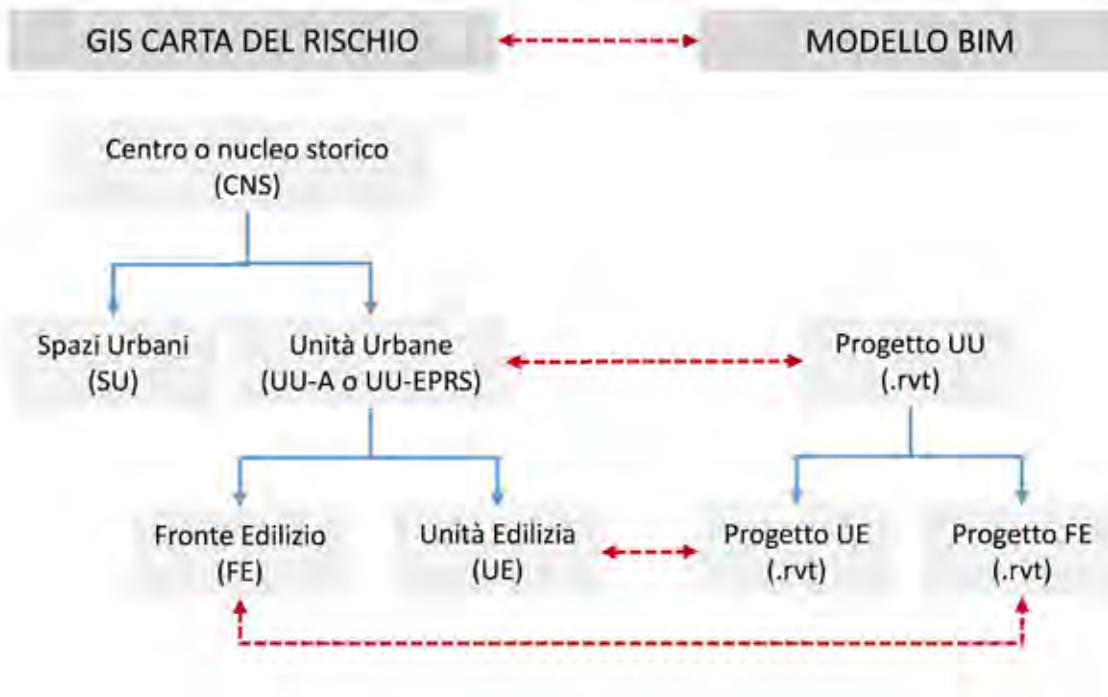 GIS CARTA DEL RISCHIO
MODELLO BIM
Centro o nucleo storico
(CNS)
Spazi Urbani
(SU)
Unità Urbane
(UU-A o UU-EPRS)
Progetto UU
(.rvt)
Fronte Edilizio
(FE)
Unità Edilizia
(UE)
Progetto UE
(.rvt)
Progetto FE
(.rvt)